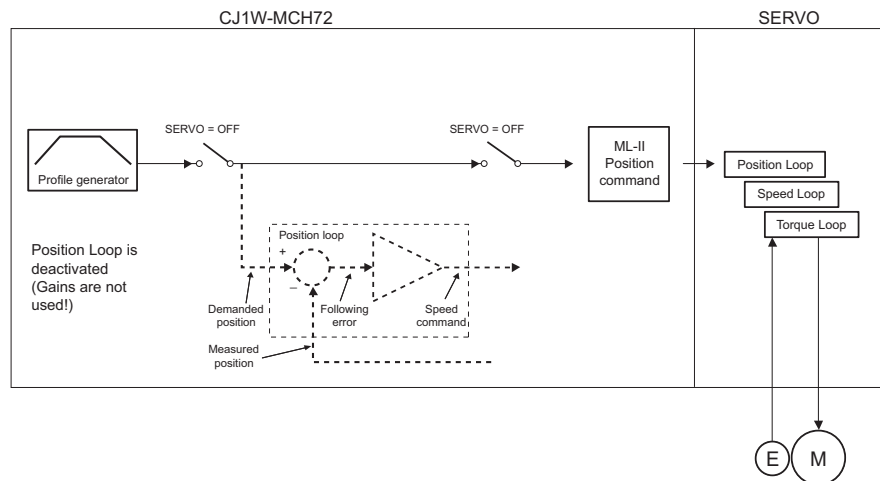 CJ1W-MCH72
SERVO
SERVO = OFF
SERVO = OFF
Profile generator
ML-II
Position
command
Position Loop
Speed Loop
Torque Loop
Position Loop is
deactivated
(Gains are not
used!)
Position loop
+
–
Demanded
position
Following
error
Speed
command
Measured
position
E
M